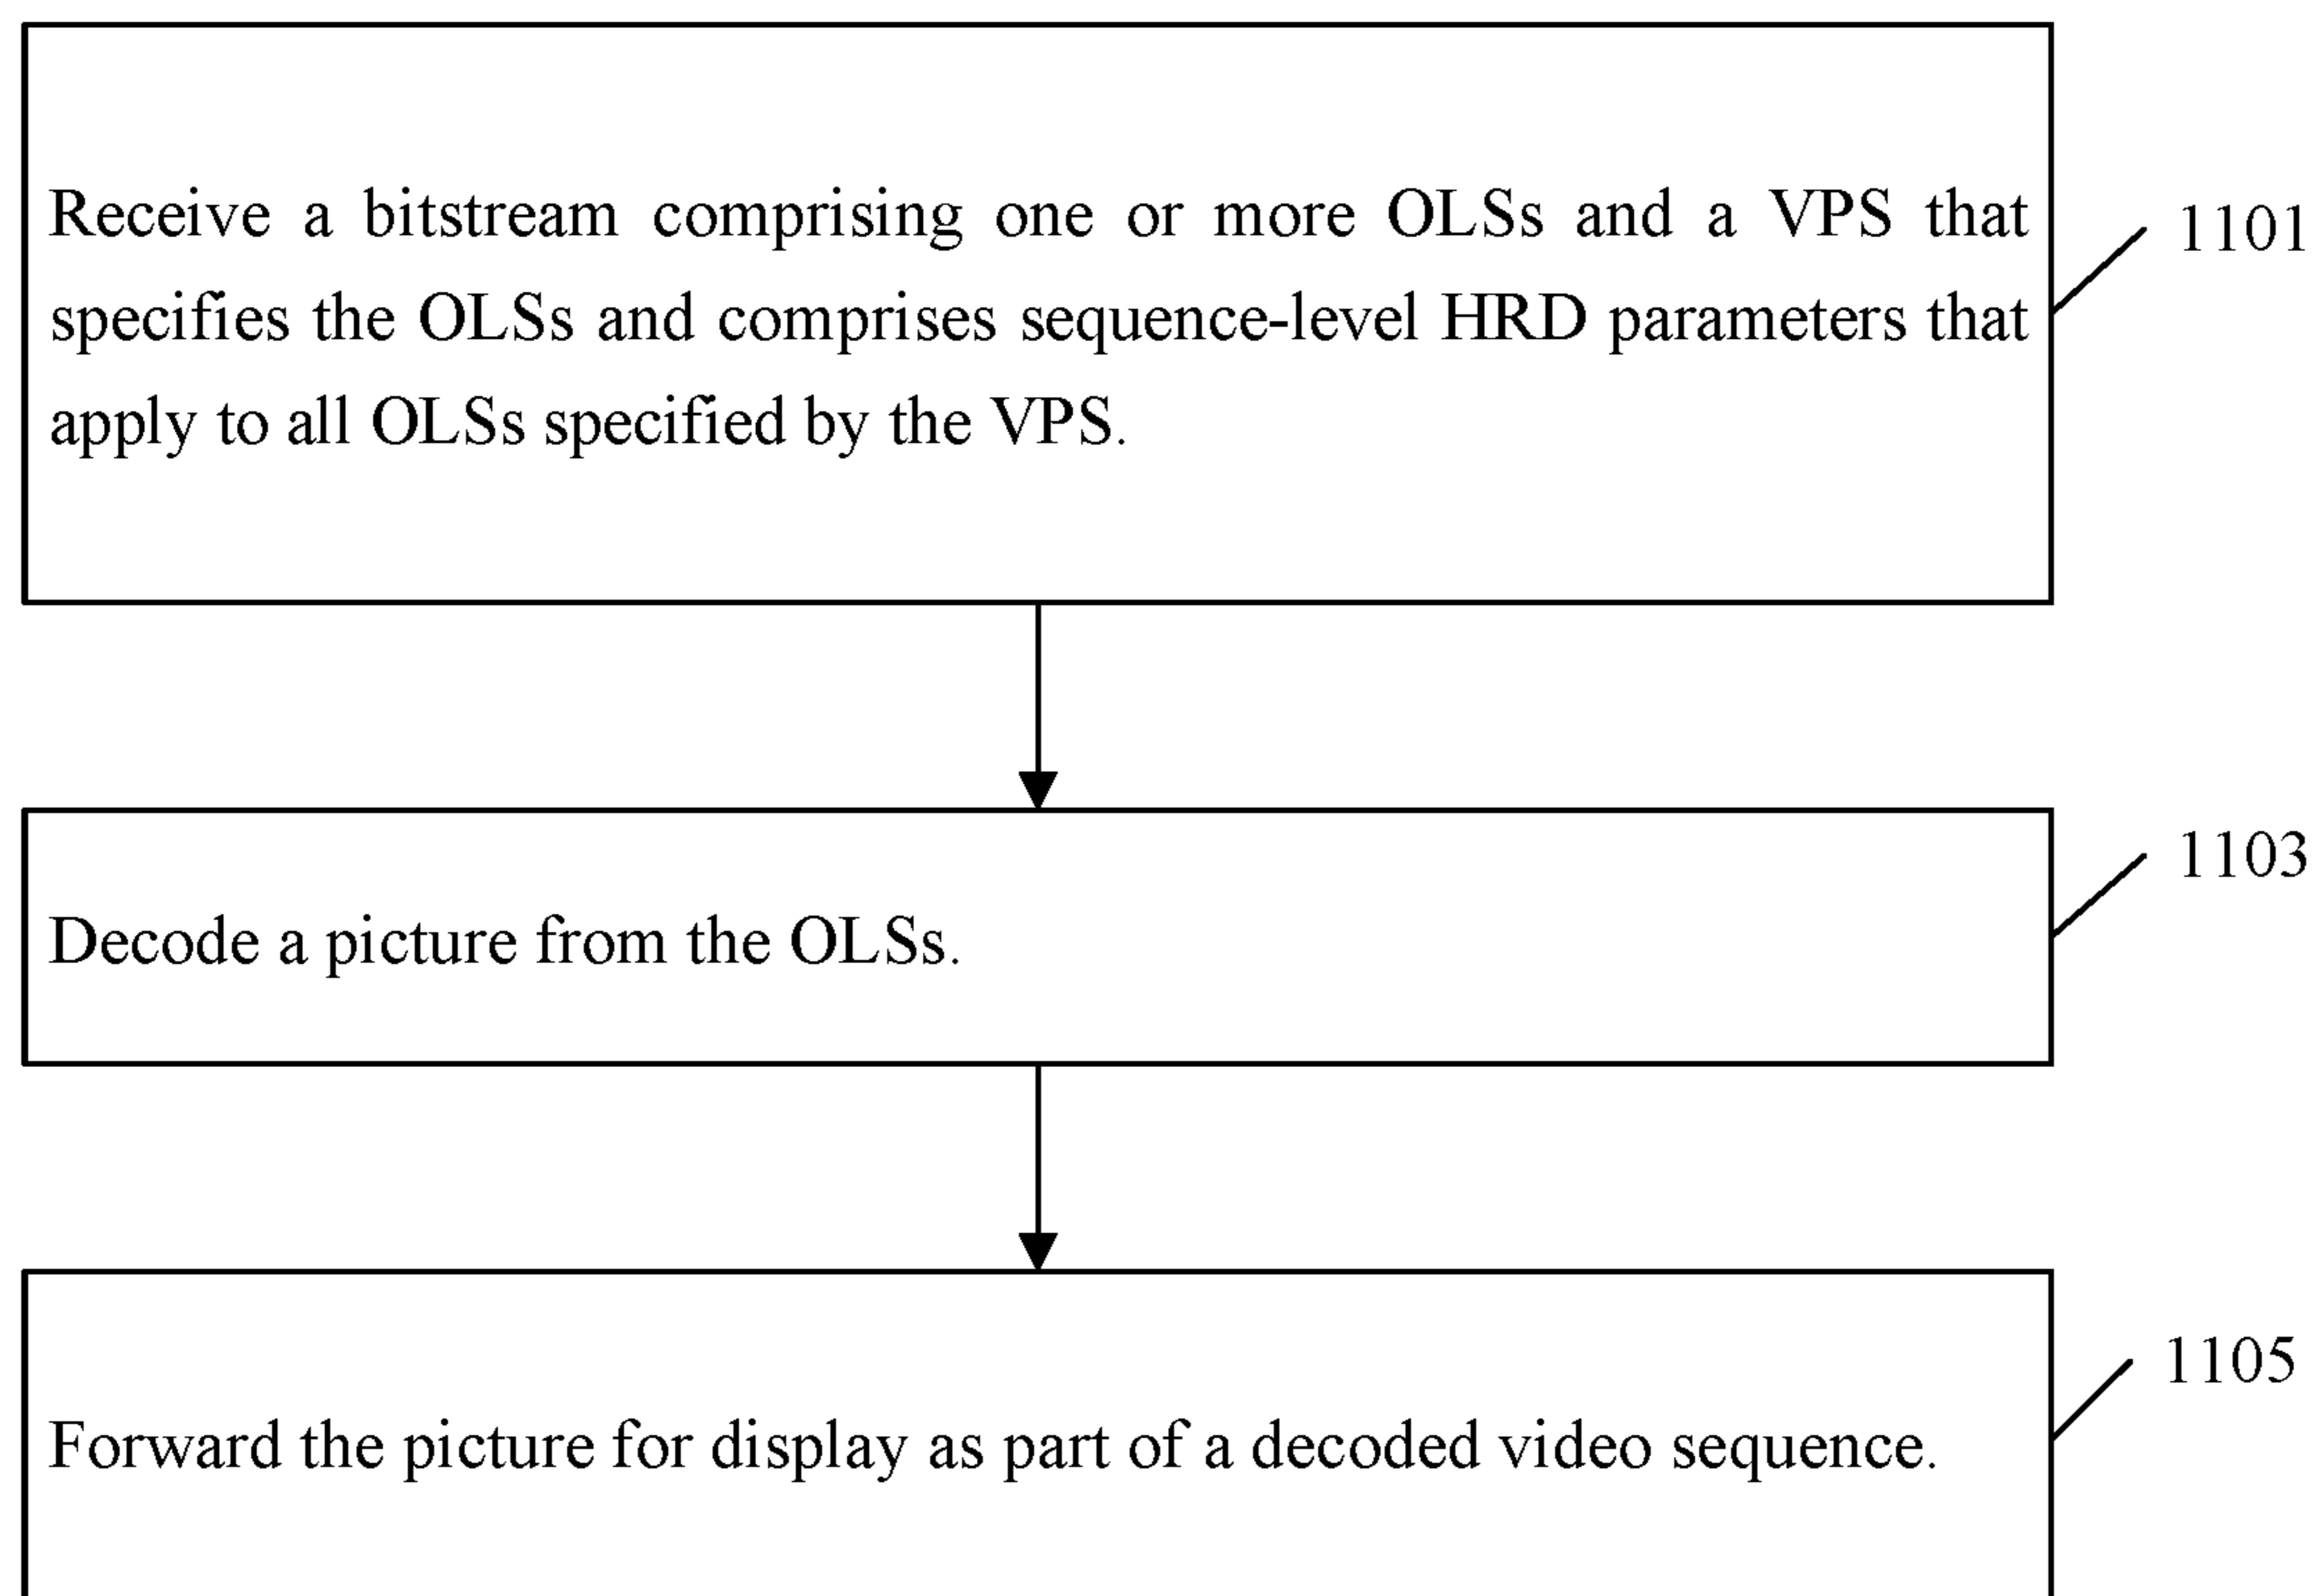 Receive a bitstream comprising one or more OLSs and a VPS that
specifies the OLSs and comprises sequence-level HRD parameters that
apply to all OLSs specified by the VPS.
1101
Decode a picture from the OLSs.
1103
Forward the picture for display as part of a decoded video sequence.
1105